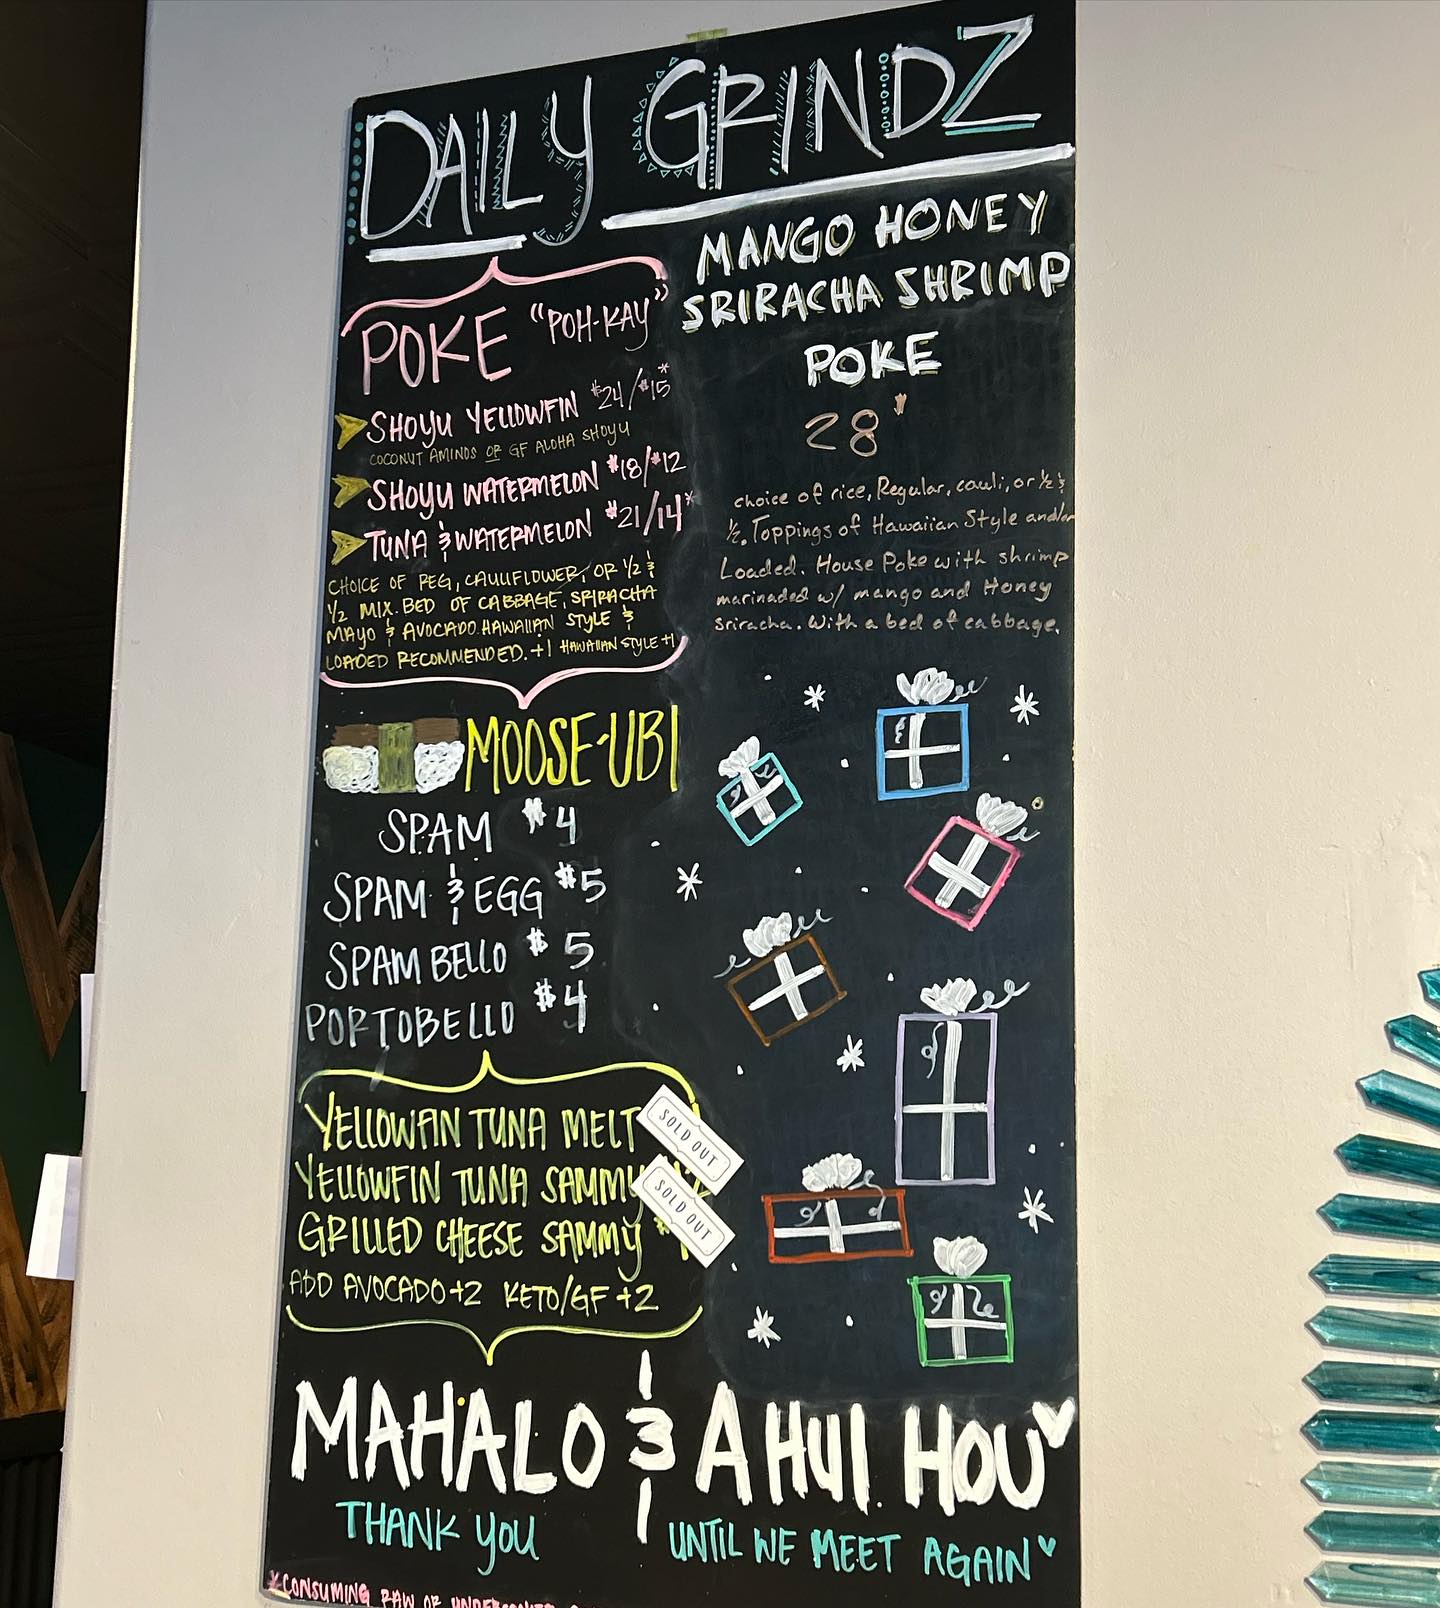 DAILY GRINDZ
POKE "POH-KAY"
SHOYU YELLOWFIN $24/$15*
COCONUT AMINOS OR GF ALOHA SHOYU
SHOYU WATERMELON $18/$12
TUNA & WATERMELON $21/14*
CHOICE OF REG, CAULIFLOWER, OR 1/2 &
1/2 MIX. BED OF CABBAGE, SRIRACHA
MAYO & AVOCADO. HAWAIIAN STYLE &
LOADED RECOMMENDED. +1 HAWAIIAN STYLE +1
MOOSE-UBI
SPAM $4
SPAM & EGG $5
SPAM BELLO $5
PORTOBELLO $4
YELLOWFIN TUNA MELT
SOLD OUT
YELLOWFIN TUNA SAMMY
SOLD OUT
GRILLED CHEESE SAMMY
ADD AVOCADO +2 KETO/GF +2
MANGO HONEY
SRIRACHA SHRIMP
POKE
28
choice of rice, Regular, cauli, or 1/2 &
1/2. Toppings of Hawaiian Style and/or
Loaded. House Poke with shrimp
marinaded w/ mango and Honey
sriracha. With a bed of cabbage.
MAHALO & A HUI HOU
THANK YOU
UNTIL WE MEET AGAIN
*CONSUMING RAW OR